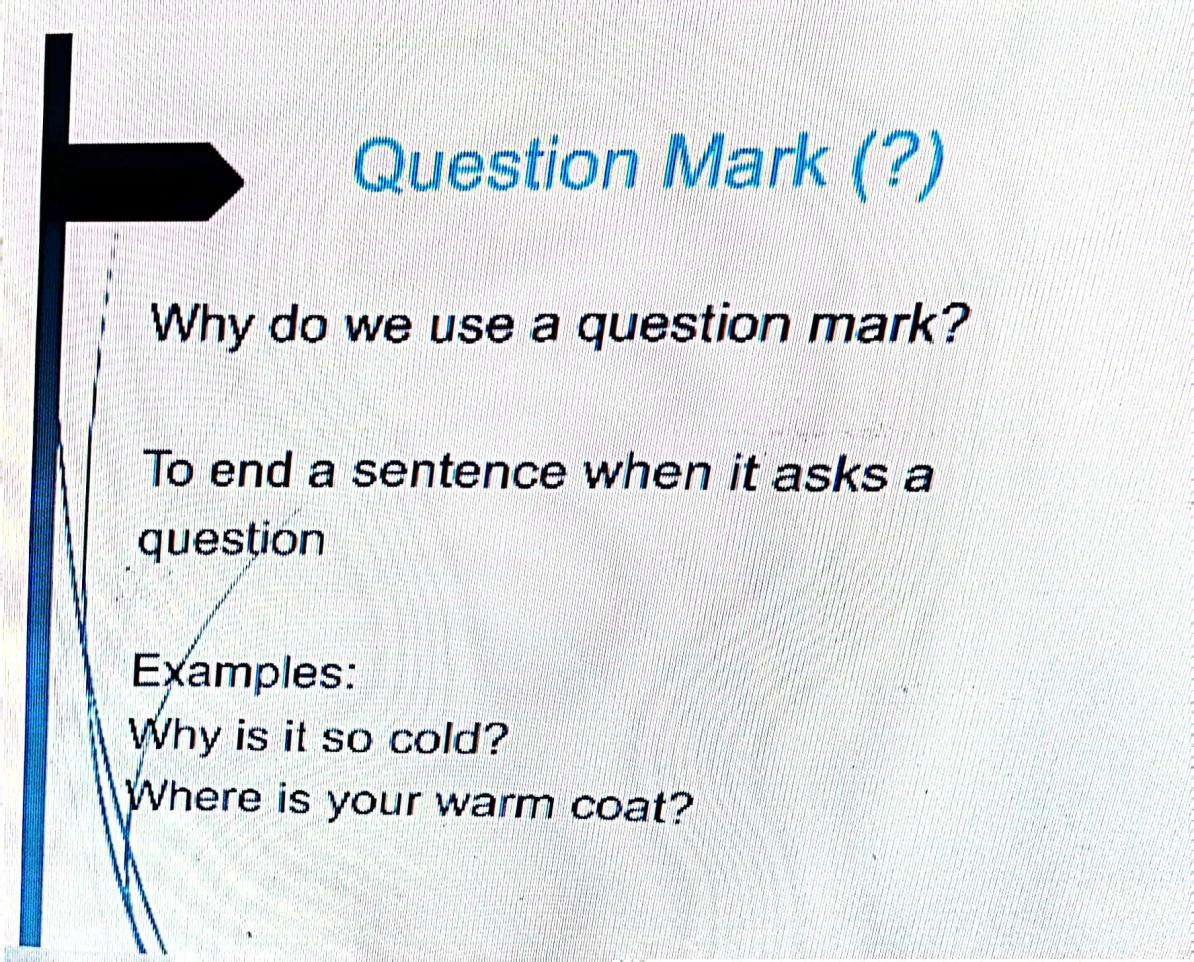 Question Mark (?)
Why do we use a question mark?
To end a sentence when it asks a
question
Examples:
Why is it so cold?
Where is your warm coat?